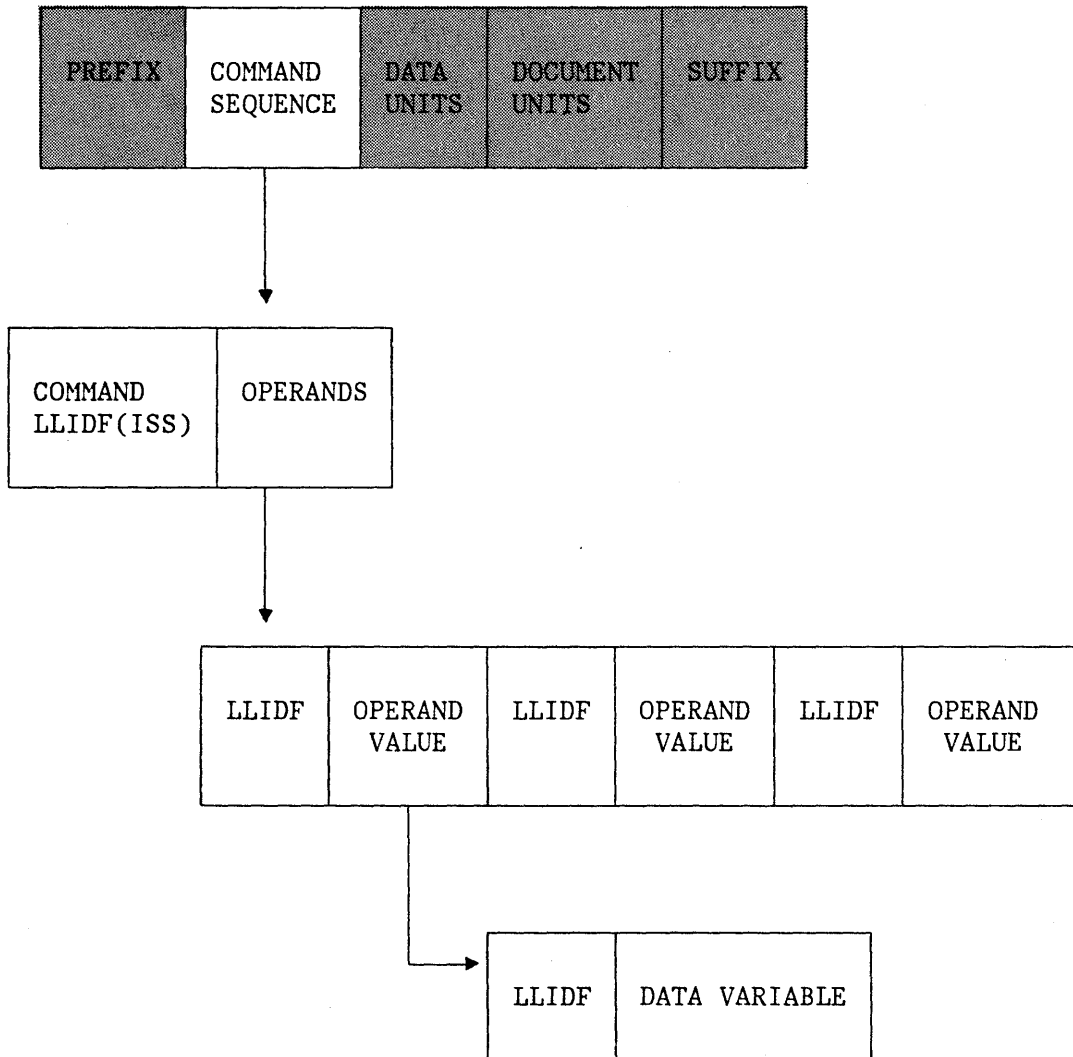 PREFIX
COMMAND
SEQUENCE
DATA
UNITS
DOCUMENT
UNITS
SUFFIX
COMMAND
LLIDF(ISS)
OPERANDS
LLIDF
OPERAND
VALUE
LLIDF
OPERAND
VALUE
LLIDF
OPERAND
VALUE
LLIDF
DATA VARIABLE